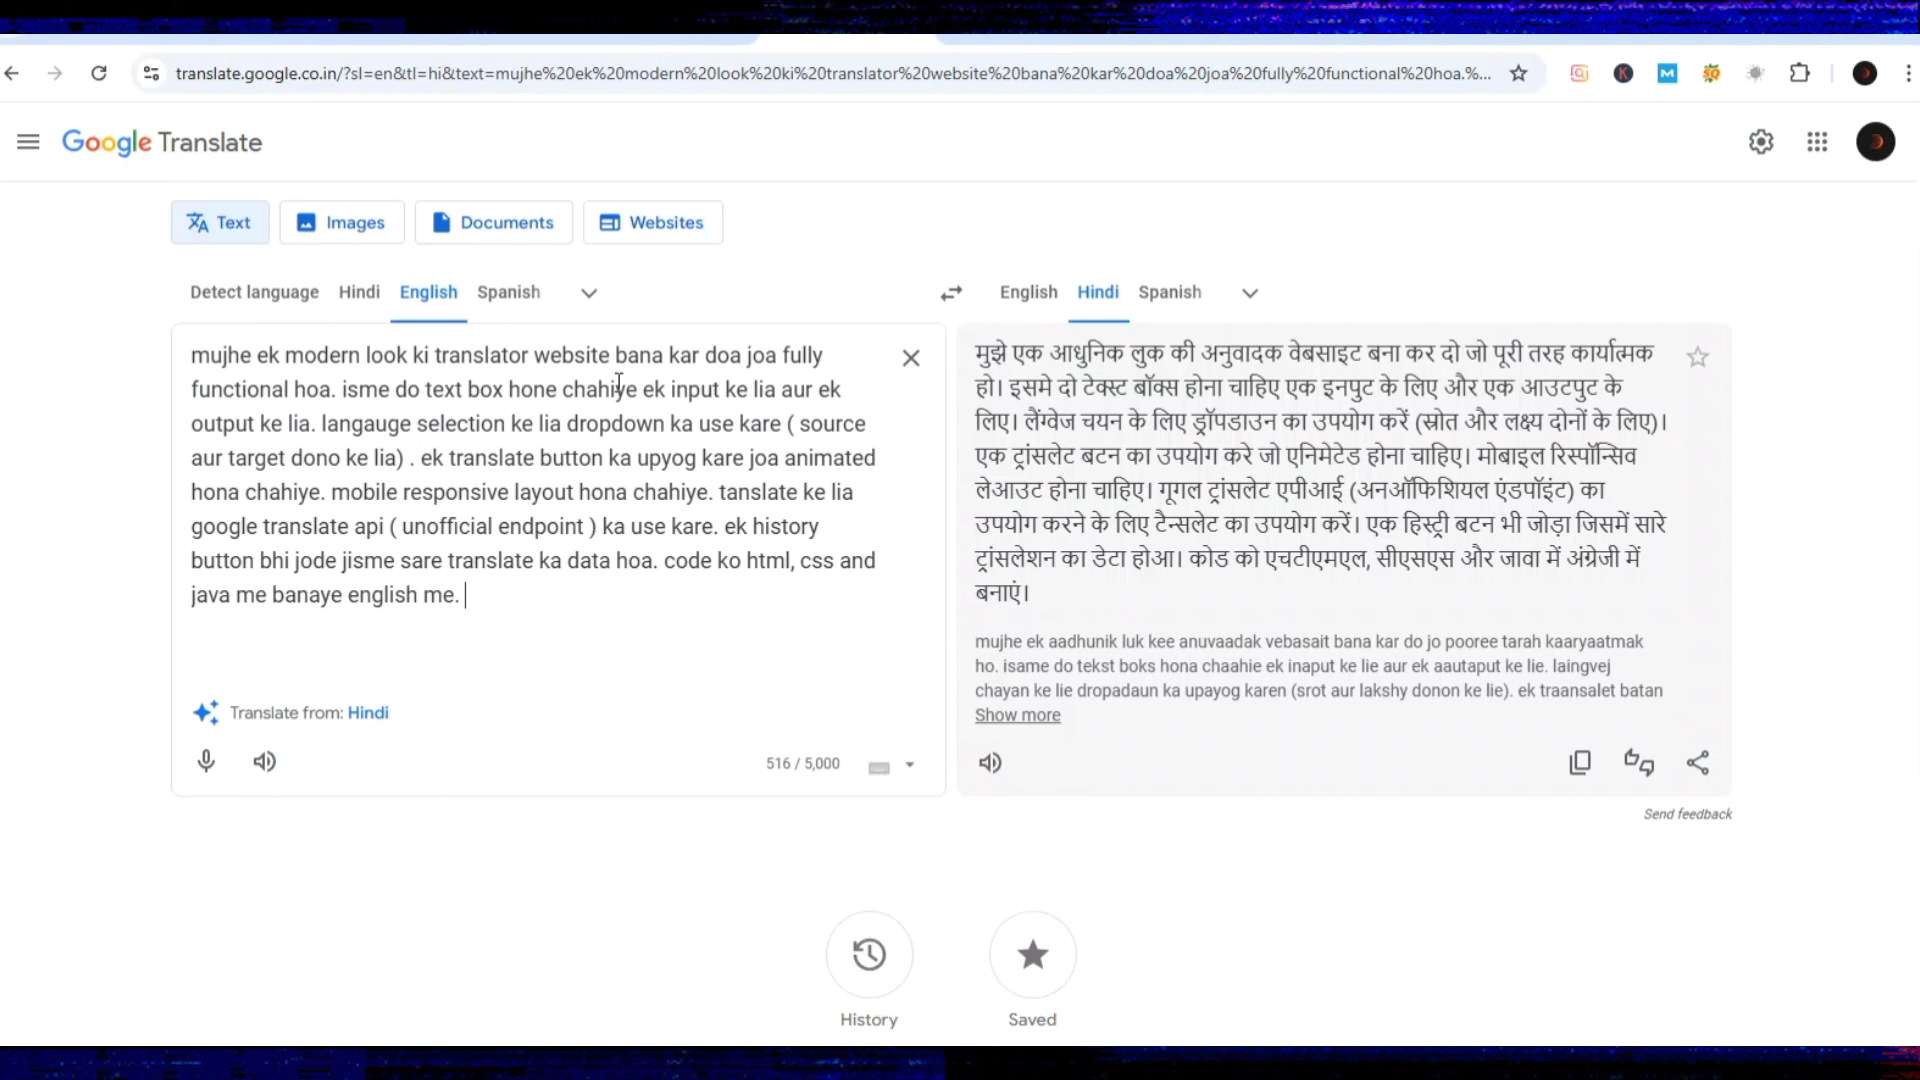 translate.google.co.in/?sl=en&tl=hi&text=mujhe%20ek%20modern%20look%20ki%20translator%20website%20bana%20kar%20doa%20joa%20fully%20functional%20hoa.%...
Google Translate
Text Images Documents Websites
Detect language Hindi English Spanish
English Hindi Spanish
mujhe ek modern look ki translator website bana kar doa joa fully
functional hoa. isme do text box hone chahiye ek input ke lia aur ek
output ke lia. langauge selection ke lia dropdown ka use kare ( source
aur target dono ke lia) . ek translate button ka upyog kare joa animated
hona chahiye. mobile responsive layout hona chahiye. tanslate ke lia
google translate api ( unofficial endpoint ) ka use kare. ek history
button bhi jode jisme sare translate ka data hoa. code ko html, css and
java me banaye english me.
Translate from: Hindi
516 / 5,000
मुझे एक आधुनिक लुक की अनुवादक वेबसाइट बना कर दो जो पूरी तरह कार्यात्मक
हो। इसमे दो टेक्स्ट बॉक्स होना चाहिए एक इनपुट के लिए और एक आउटपुट के
लिए। लैंग्वेज चयन के लिए ड्रॉपडाउन का उपयोग करें (स्रोत और लक्ष्य दोनों के लिए)।
एक ट्रांसलेट बटन का उपयोग करे जो एनिमेटेड होना चाहिए। मोबाइल रिस्पॉन्सिव
लेआउट होना चाहिए। गूगल ट्रांसलेट एपीआई (अनऑफिशियल एंडपॉइंट) का
उपयोग करने के लिए टैन्सलेट का उपयोग करें। एक हिस्ट्री बटन भी जोड़ा जिसमें सारे
ट्रांसलेशन का डेटा होआ। कोड को एचटीएमएल, सीएसएस और जावा में अंग्रेजी में
बनाएं।
mujhe ek aadhunik luk kee anuvaadak vebasait bana kar do jo pooree tarah kaaryaatmak
ho. isame do tekst boks hona chaahie ek inaput ke lie aur ek aautaput ke lie. laingvej
chayan ke lie dropadaun ka upayog karen (srot aur lakshy donon ke lie). ek traansalet batan
Show more
Send feedback
History Saved